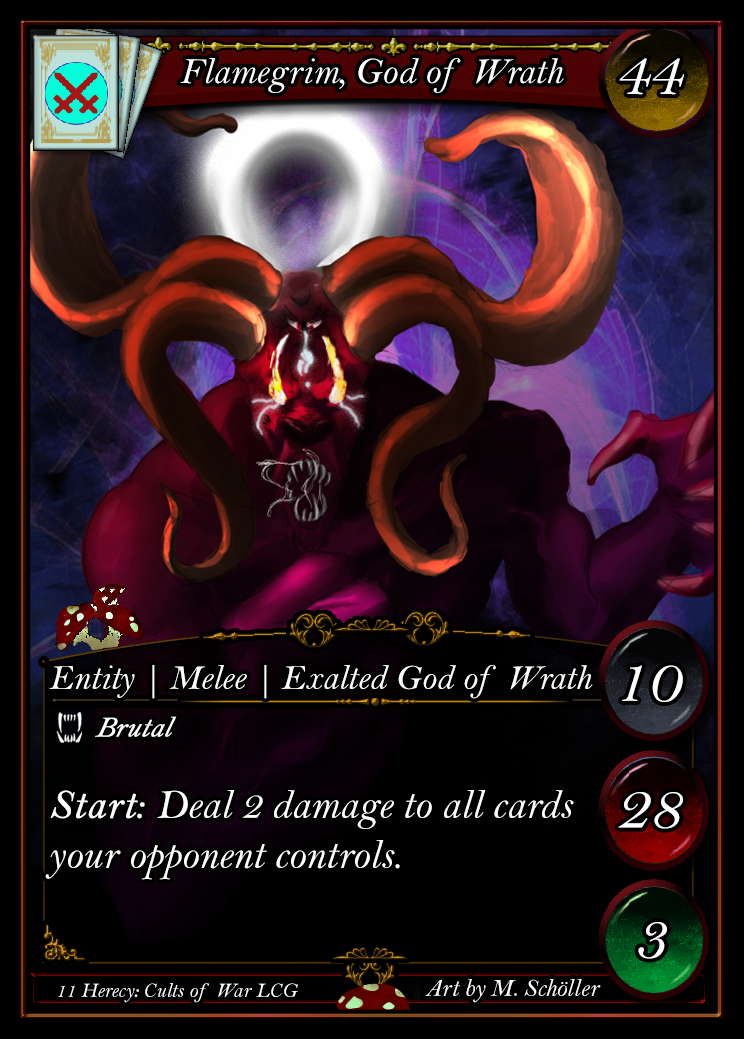 Flamegrim, God of Wrath
44
Entity | Melee | Exalted God of Wrath
10
Brutal
Start: Deal 2 damage to all cards
your opponent controls.
28
3
11 Herecy: Cults of War LCG
Art by M. Schöller